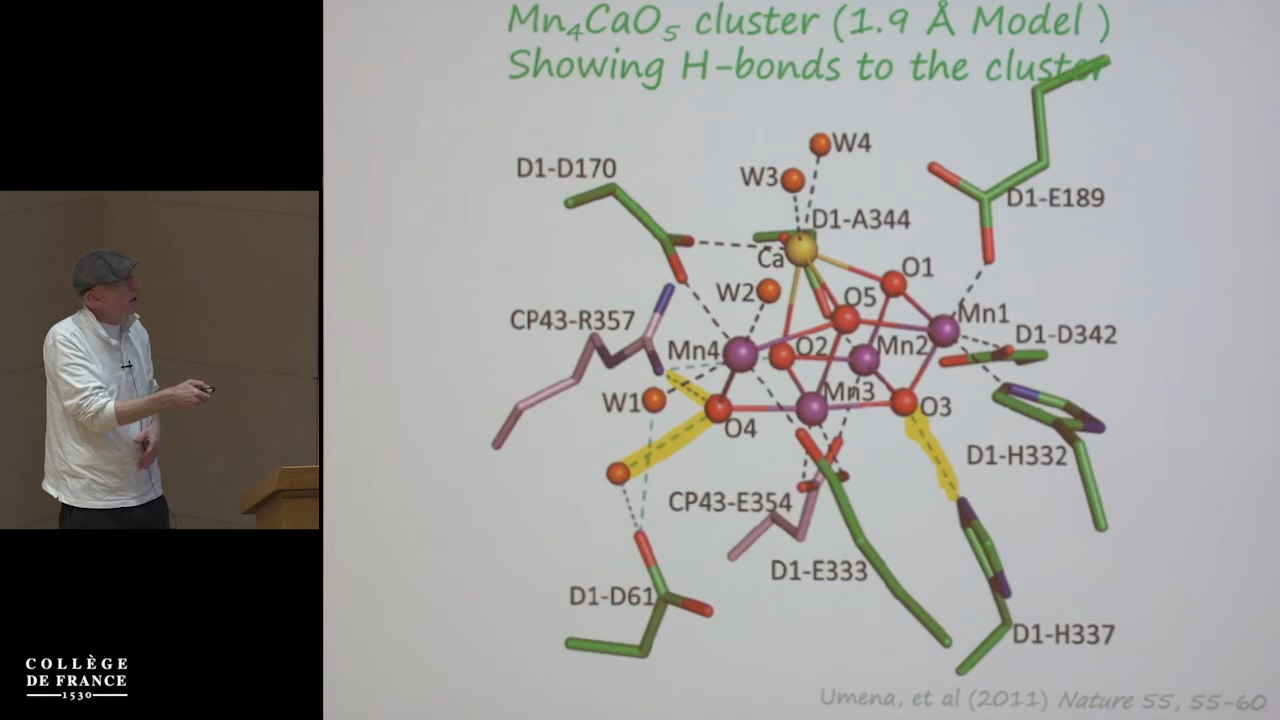 Mn₄CaO₅ cluster (1.9 Å Model )
Showing H-bonds to the cluster
W4
D1-D170
W3
D1-E189
D1-A344
Ca
O1
W2
O5
Mn1
CP43-R357
D1-D342
Mn4
O2
Mn2
Mn3
W1
O3
O4
D1-H332
CP43-E354
D1-E333
D1-D61
D1-H337
COLLÈGE
DE FRANCE
1530
Umena, et al (2011) Nature 55, 55-60